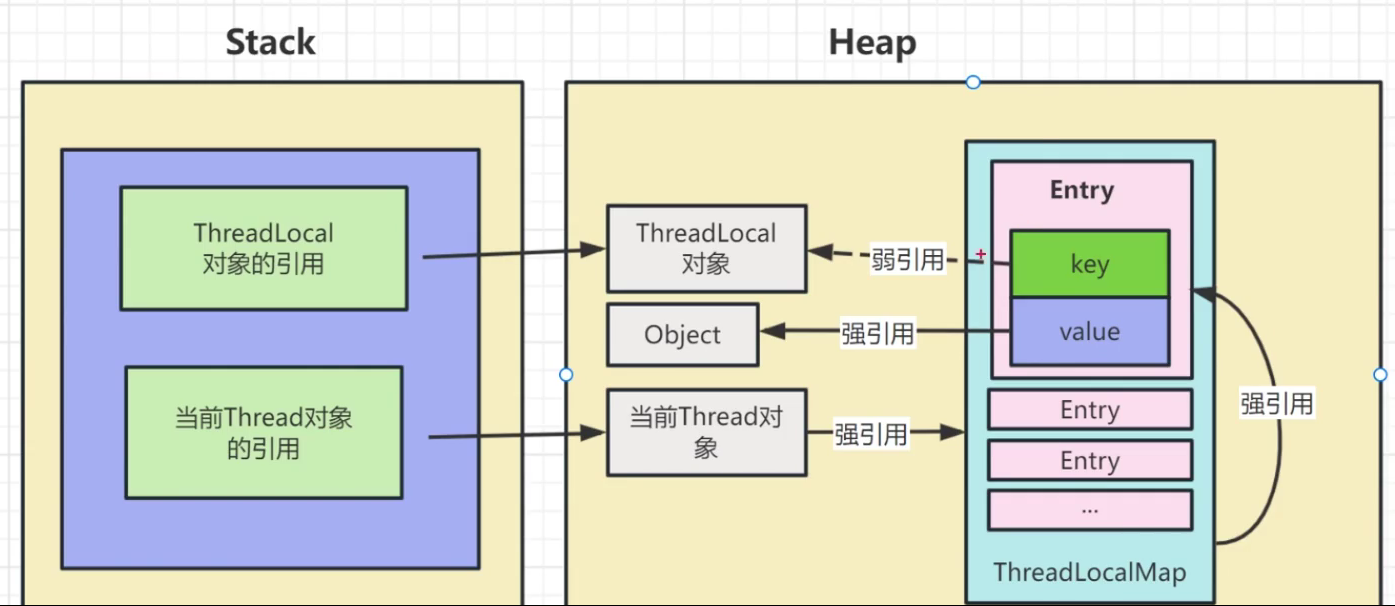 Stack
Heap
ThreadLocal
对象的引用
当前Thread对象
的引用
ThreadLocal
对象
弱引用
Object
强引用
当前Thread对
象
强引用
Entry
key
value
Entry
Entry
...
ThreadLocalMap
强引用